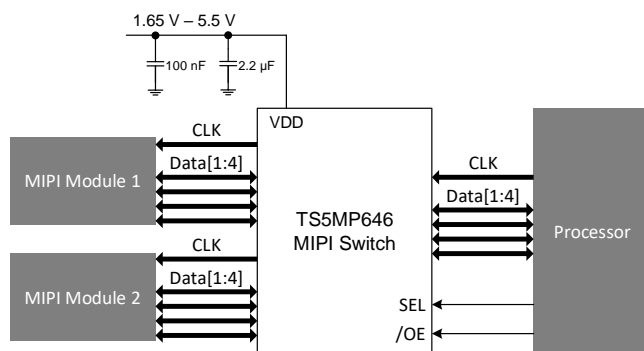 1.65 V – 5.5 V
100 nF
2.2 µF
VDD
CLK
Data[1:4]
MIPI Module 1
CLK
Data[1:4]
MIPI Module 2
TS5MP646
MIPI Switch
CLK
Data[1:4]
SEL
/OE
Processor